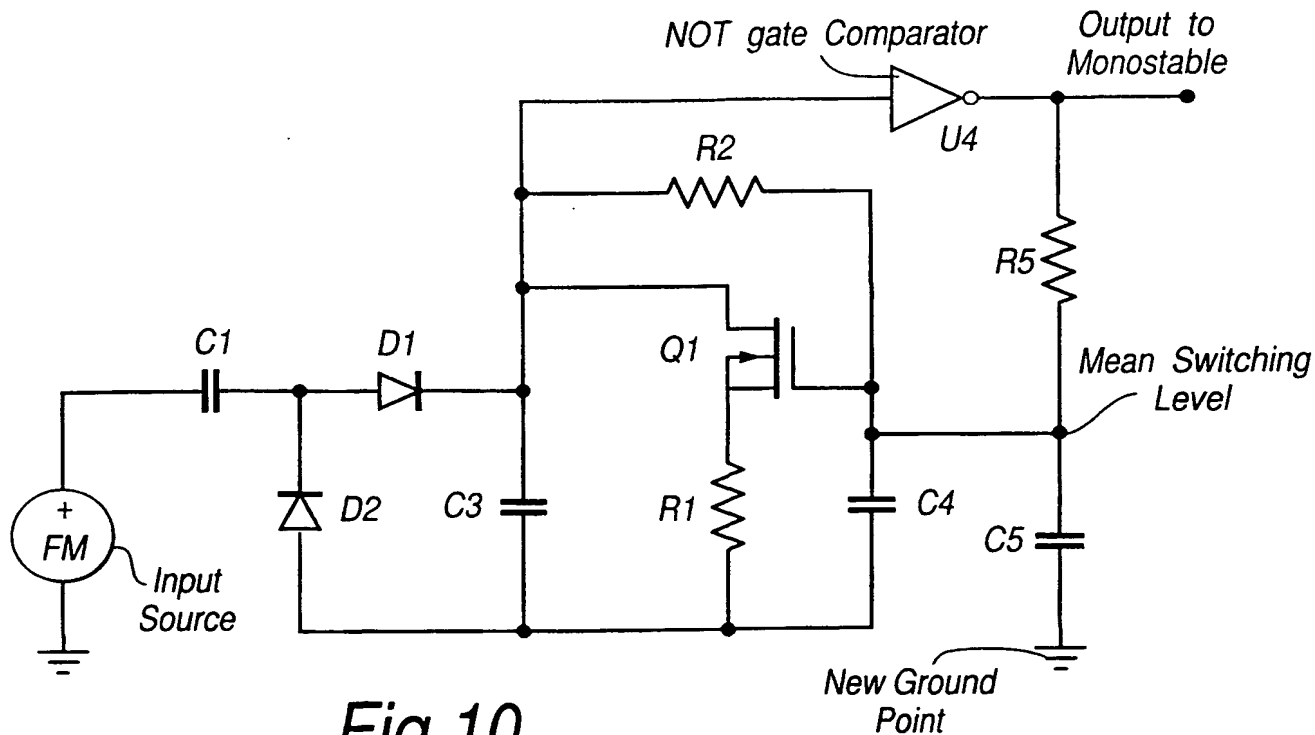 NOT gate Comparator
Output to
Monostable
U4
R2
R5
C1
D1
Q1
Mean Switching
Level
D2
C3
R1
C4
C5
+
FM
Input
Source
New Ground
Point
Fig 10